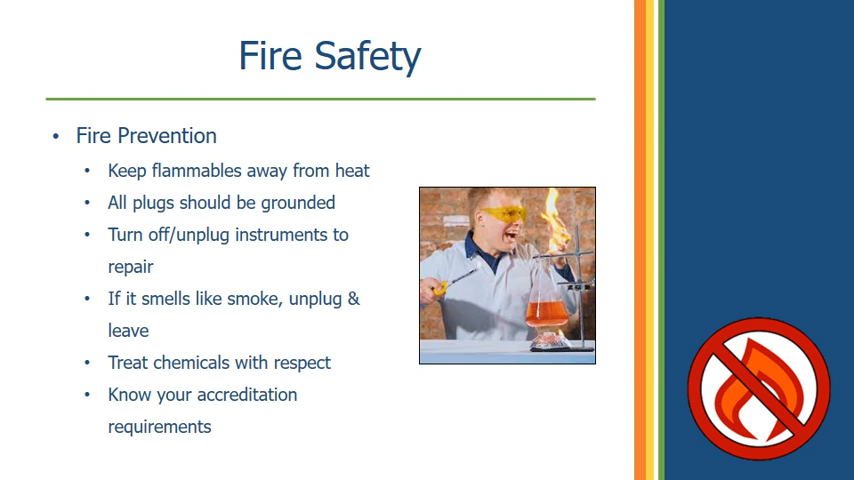 Fire Safety
• Fire Prevention
• Keep flammables away from heat
• All plugs should be grounded
• Turn off/unplug instruments to
repair
• If it smells like smoke, unplug &
leave
• Treat chemicals with respect
• Know your accreditation
requirements